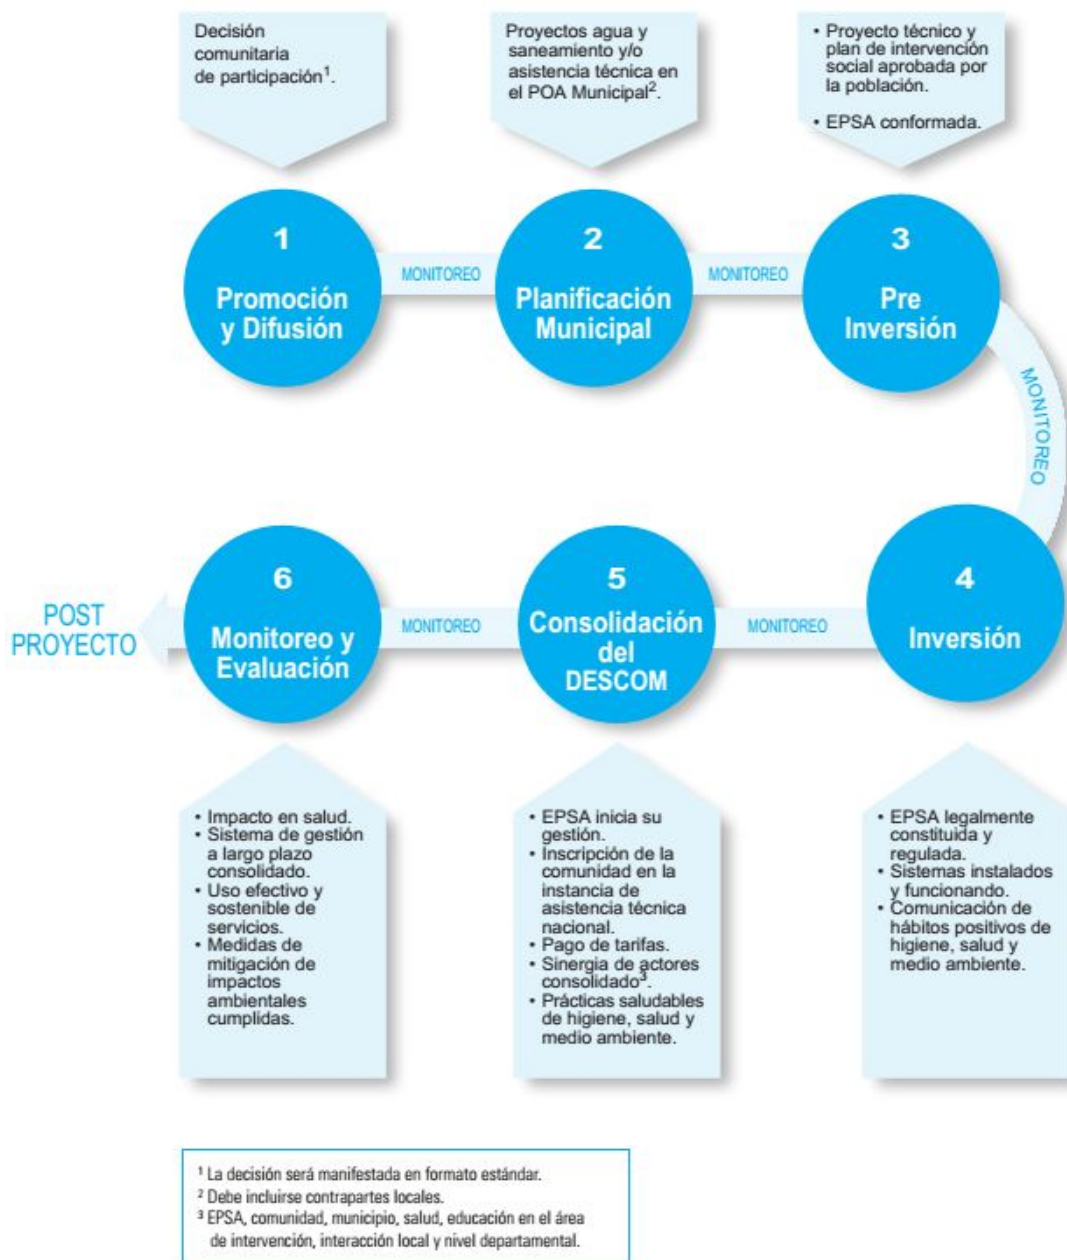 Decisión
comunitaria
de participación¹.
Proyectos agua y
saneamiento y/o
asistencia técnica en
el POA Municipal².
• Proyecto técnico y
plan de intervención
social aprobada por
la población.
• EPSA conformada.
1
Promoción
y Difusión
MONITOREO
2
Planificación
Municipal
MONITOREO
3
Pre
Inversión
MONITOREO
4
Inversión
MONITOREO
5
Consolidación
del
DESCOM
MONITOREO
6
Monitoreo y
Evaluación
POST
PROYECTO
• Impacto en salud.
• Sistema de gestión
a largo plazo
consolidado.
• Uso efectivo y
sostenible de
servicios.
• Medidas de
mitigación de
impactos
ambientales
cumplidas.
• EPSA inicia su
gestión.
• Inscripción de la
comunidad en la
instancia de
asistencia técnica
nacional.
• Pago de tarifas.
• Sinergia de actores
consolidado³.
• Prácticas saludables
de higiene, salud y
medio ambiente.
• EPSA legalmente
constituida y
regulada.
• Sistemas instalados
y funcionando.
• Comunicación de
hábitos positivos de
higiene, salud y
medio ambiente.
¹ La decisión será manifestada en formato estándar.
² Debe incluirse contrapartes locales.
³ EPSA, comunidad, municipio, salud, educación en el área
de intervención, interacción local y nivel departamental.